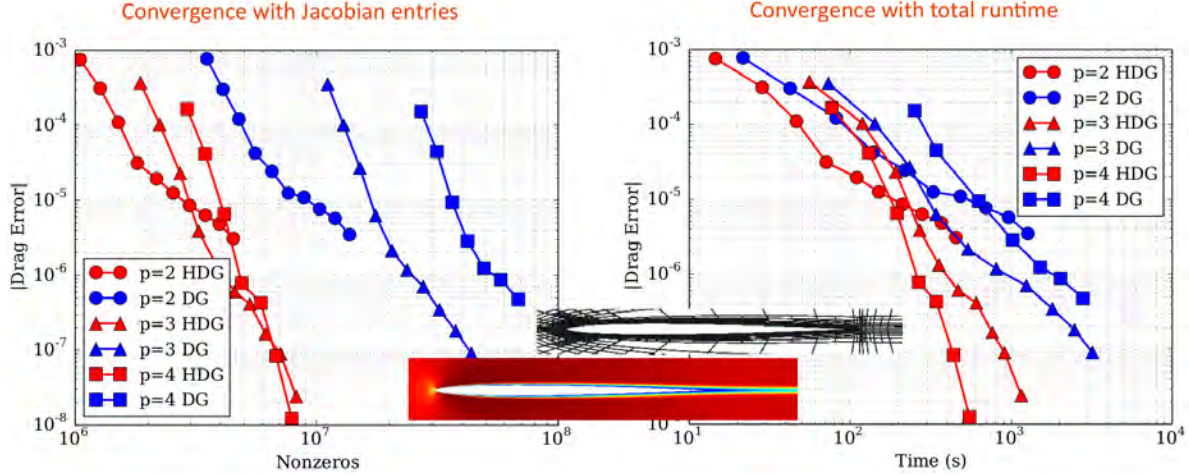 Convergence with Jacobian entries
Convergence with total runtime
10^-3
10^-4
10^-5
10^-6
10^-7
10^-8
|Drag Error|
p=2 HDG
p=2 DG
p=3 HDG
p=3 DG
p=4 HDG
p=4 DG
10^6
10^7
10^8
Nonzeros
10^-3
10^-4
10^-5
10^-6
10^-8
|Drag Error|
p=2 HDG
p=2 DG
p=3 HDG
p=3 DG
p=4 HDG
p=4 DG
10^1
10^2
10^3
10^4
Time (s)